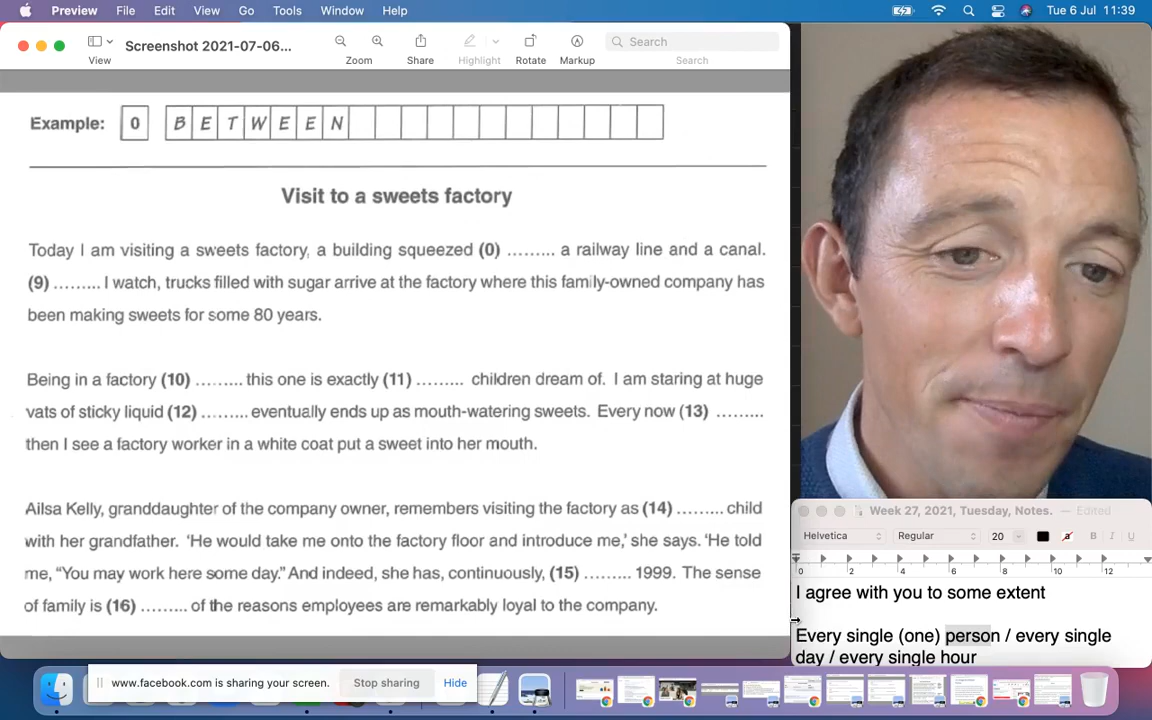 Preview File Edit View Go Tools Window Help Tue 6 Jul 11:39
Screenshot 2021-07-06...
Search
View Zoom Share Highlight Rotate Markup Search
Example: 0 BETWEEN
Visit to a sweets factory
Today I am visiting a sweets factory, a building squeezed (0) ......... a railway line and a canal.
(9) ......... I watch, trucks filled with sugar arrive at the factory where this family-owned company has
been making sweets for some 80 years.
Being in a factory (10) ......... this one is exactly (11) ......... children dream of. I am staring at huge
vats of sticky liquid (12) ......... eventually ends up as mouth-watering sweets. Every now (13) .........
then I see a factory worker in a white coat put a sweet into her mouth.
Ailsa Kelly, granddaughter of the company owner, remembers visiting the factory as (14) ......... child
with her grandfather. 'He would take me onto the factory floor and introduce me,' she says. 'He told
me, "You may work here some day." And indeed, she has, continuously, (15) ......... 1999. The sense
of family is (16) ......... of the reasons employees are remarkably loyal to the company.
Week 27, 2021, Tuesday, Notes. — Edited
Helvetica Regular 20 a B I U
0 2 4 6 8 10 12
I agree with you to some extent
Every single (one) person / every single
day / every single hour
www.facebook.com is sharing your screen. Stop sharing Hide